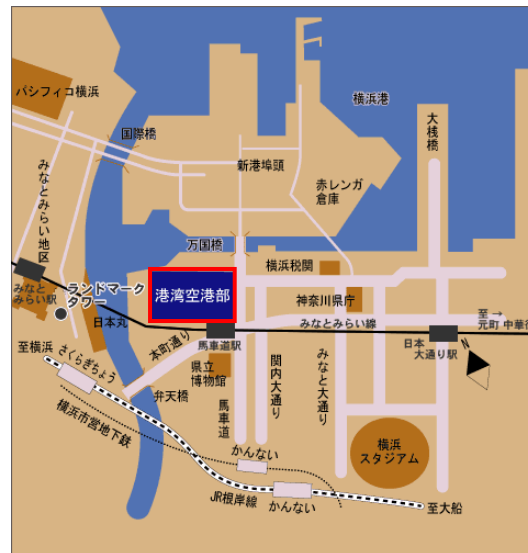 パシフィコ横浜
国際橋
横浜港
大桟橋
みなとみらい地区
新港埠頭
赤レンガ
倉庫
万国橋
横浜税関
みなと
みらい駅
ランドマーク
タワー
港湾空港部
神奈川県庁
日本丸
みなとみらい線
至→
元町 中華街
本町通り
馬車道駅
日本
大通り駅
N
至横浜
さくらぎちょう
県立
博物館
弁天橋
馬車道
関内大通り
みなと大通り
横浜
スタジアム
横浜市営地下鉄
かんない
JR根岸線
かんない
至大船